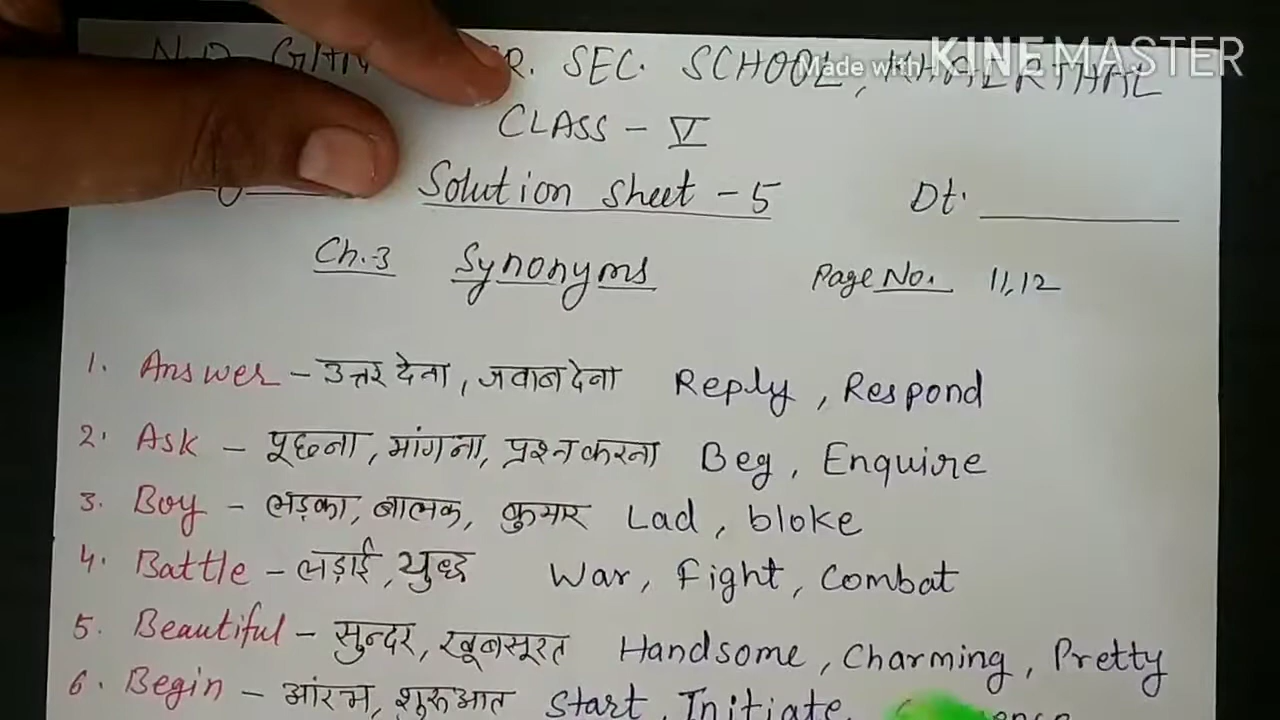 SEC. SCHOOL, KHAIRTHAL
Made with KINEMASTER
CLASS - V
Solution Sheet - 5 Dt.
Ch.3 Synonyms Page No. 11,12
1. Answer - उत्तर देना, जवाब देना Reply, Respond
2. Ask - पूछना, मांगना, प्रश्न करना Beg, Enquire
3. Boy - लड़का, बालक, कुमार Lad, bloke
4. Battle - लड़ाई, युध्द War, Fight, Combat
5. Beautiful - सुन्दर, खूबसूरत Handsome, Charming, Pretty
6. Begin - आंरभ, शुरूआत Start, Initiate,